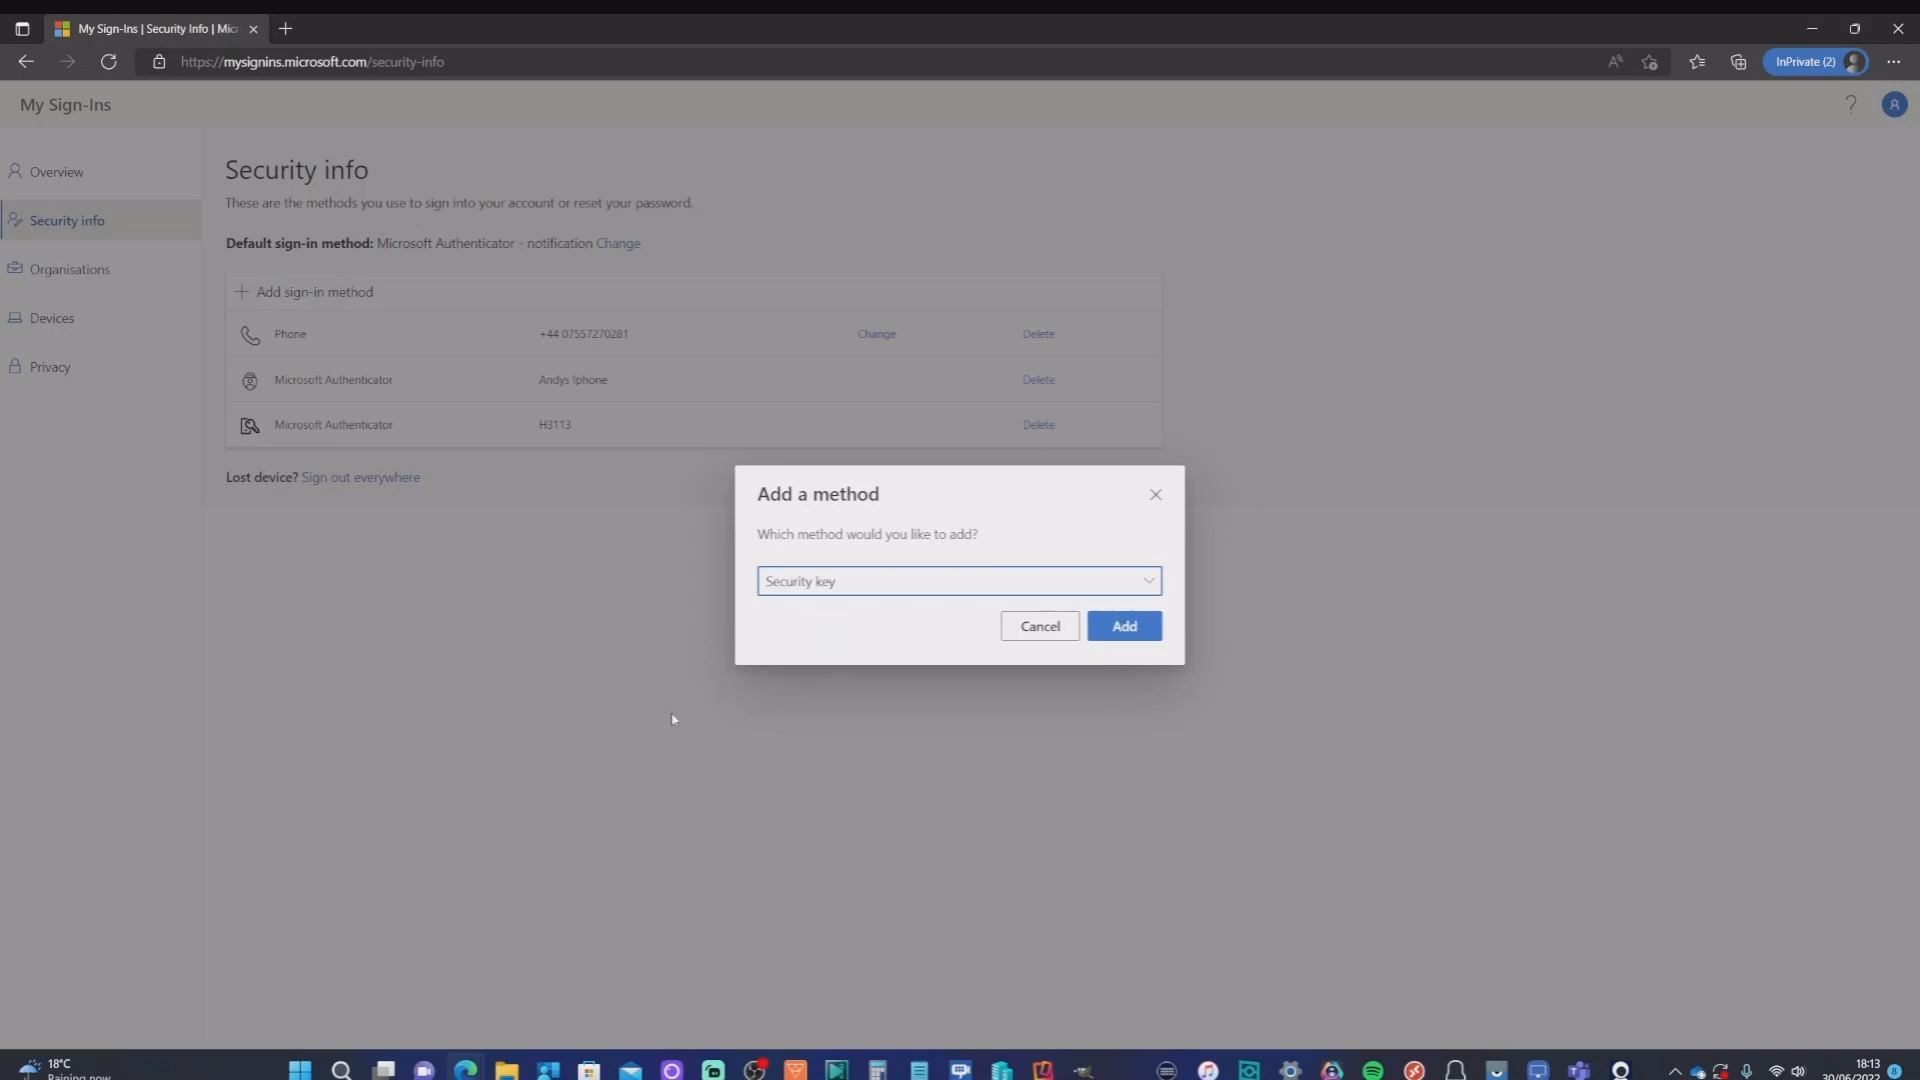 My Sign-Ins | Security Info | Mic
https://mysignins.microsoft.com/security-info
InPrivate (2)
My Sign-Ins
Overview
Security info
Organisations
Devices
Privacy
Security info
These are the methods you use to sign into your account or reset your password.
Default sign-in method: Microsoft Authenticator - notification Change
Add sign-in method
Phone +44 07557270281 Change Delete
Microsoft Authenticator Andys Iphone Delete
Microsoft Authenticator H3113 Delete
Lost device? Sign out everywhere
Add a method
Which method would you like to add?
Security key
Cancel Add
18°C
Raining now
18:13
30/06/2022
8